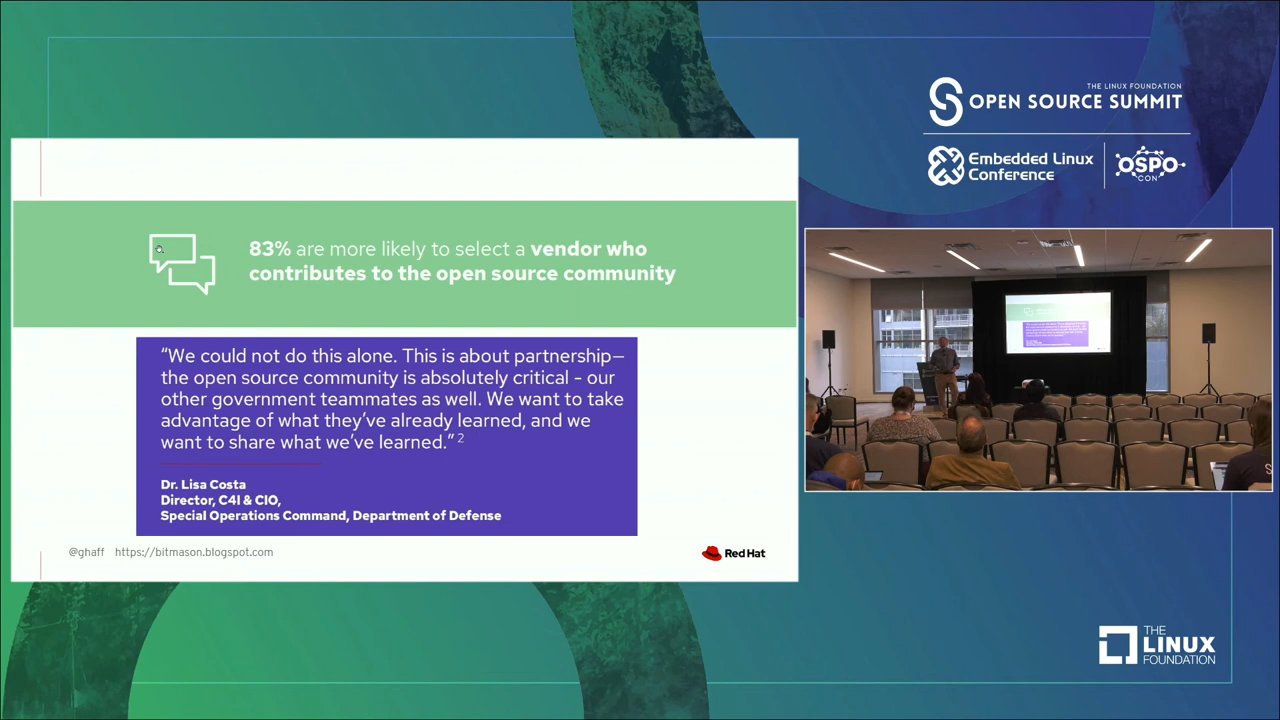 THE LINUX FOUNDATION
OPEN SOURCE SUMMIT
Embedded Linux
Conference
OSPO
CON
83% are more likely to select a vendor who
contributes to the open source community
“We could not do this alone. This is about partnership—
the open source community is absolutely critical - our
other government teammates as well. We want to take
advantage of what they’ve already learned, and we
want to share what we’ve learned.” 2
Dr. Lisa Costa
Director, C4I & CIO,
Special Operations Command, Department of Defense
@ghaff https://bitmason.blogspot.com
Red Hat
THE
LINUX
FOUNDATION